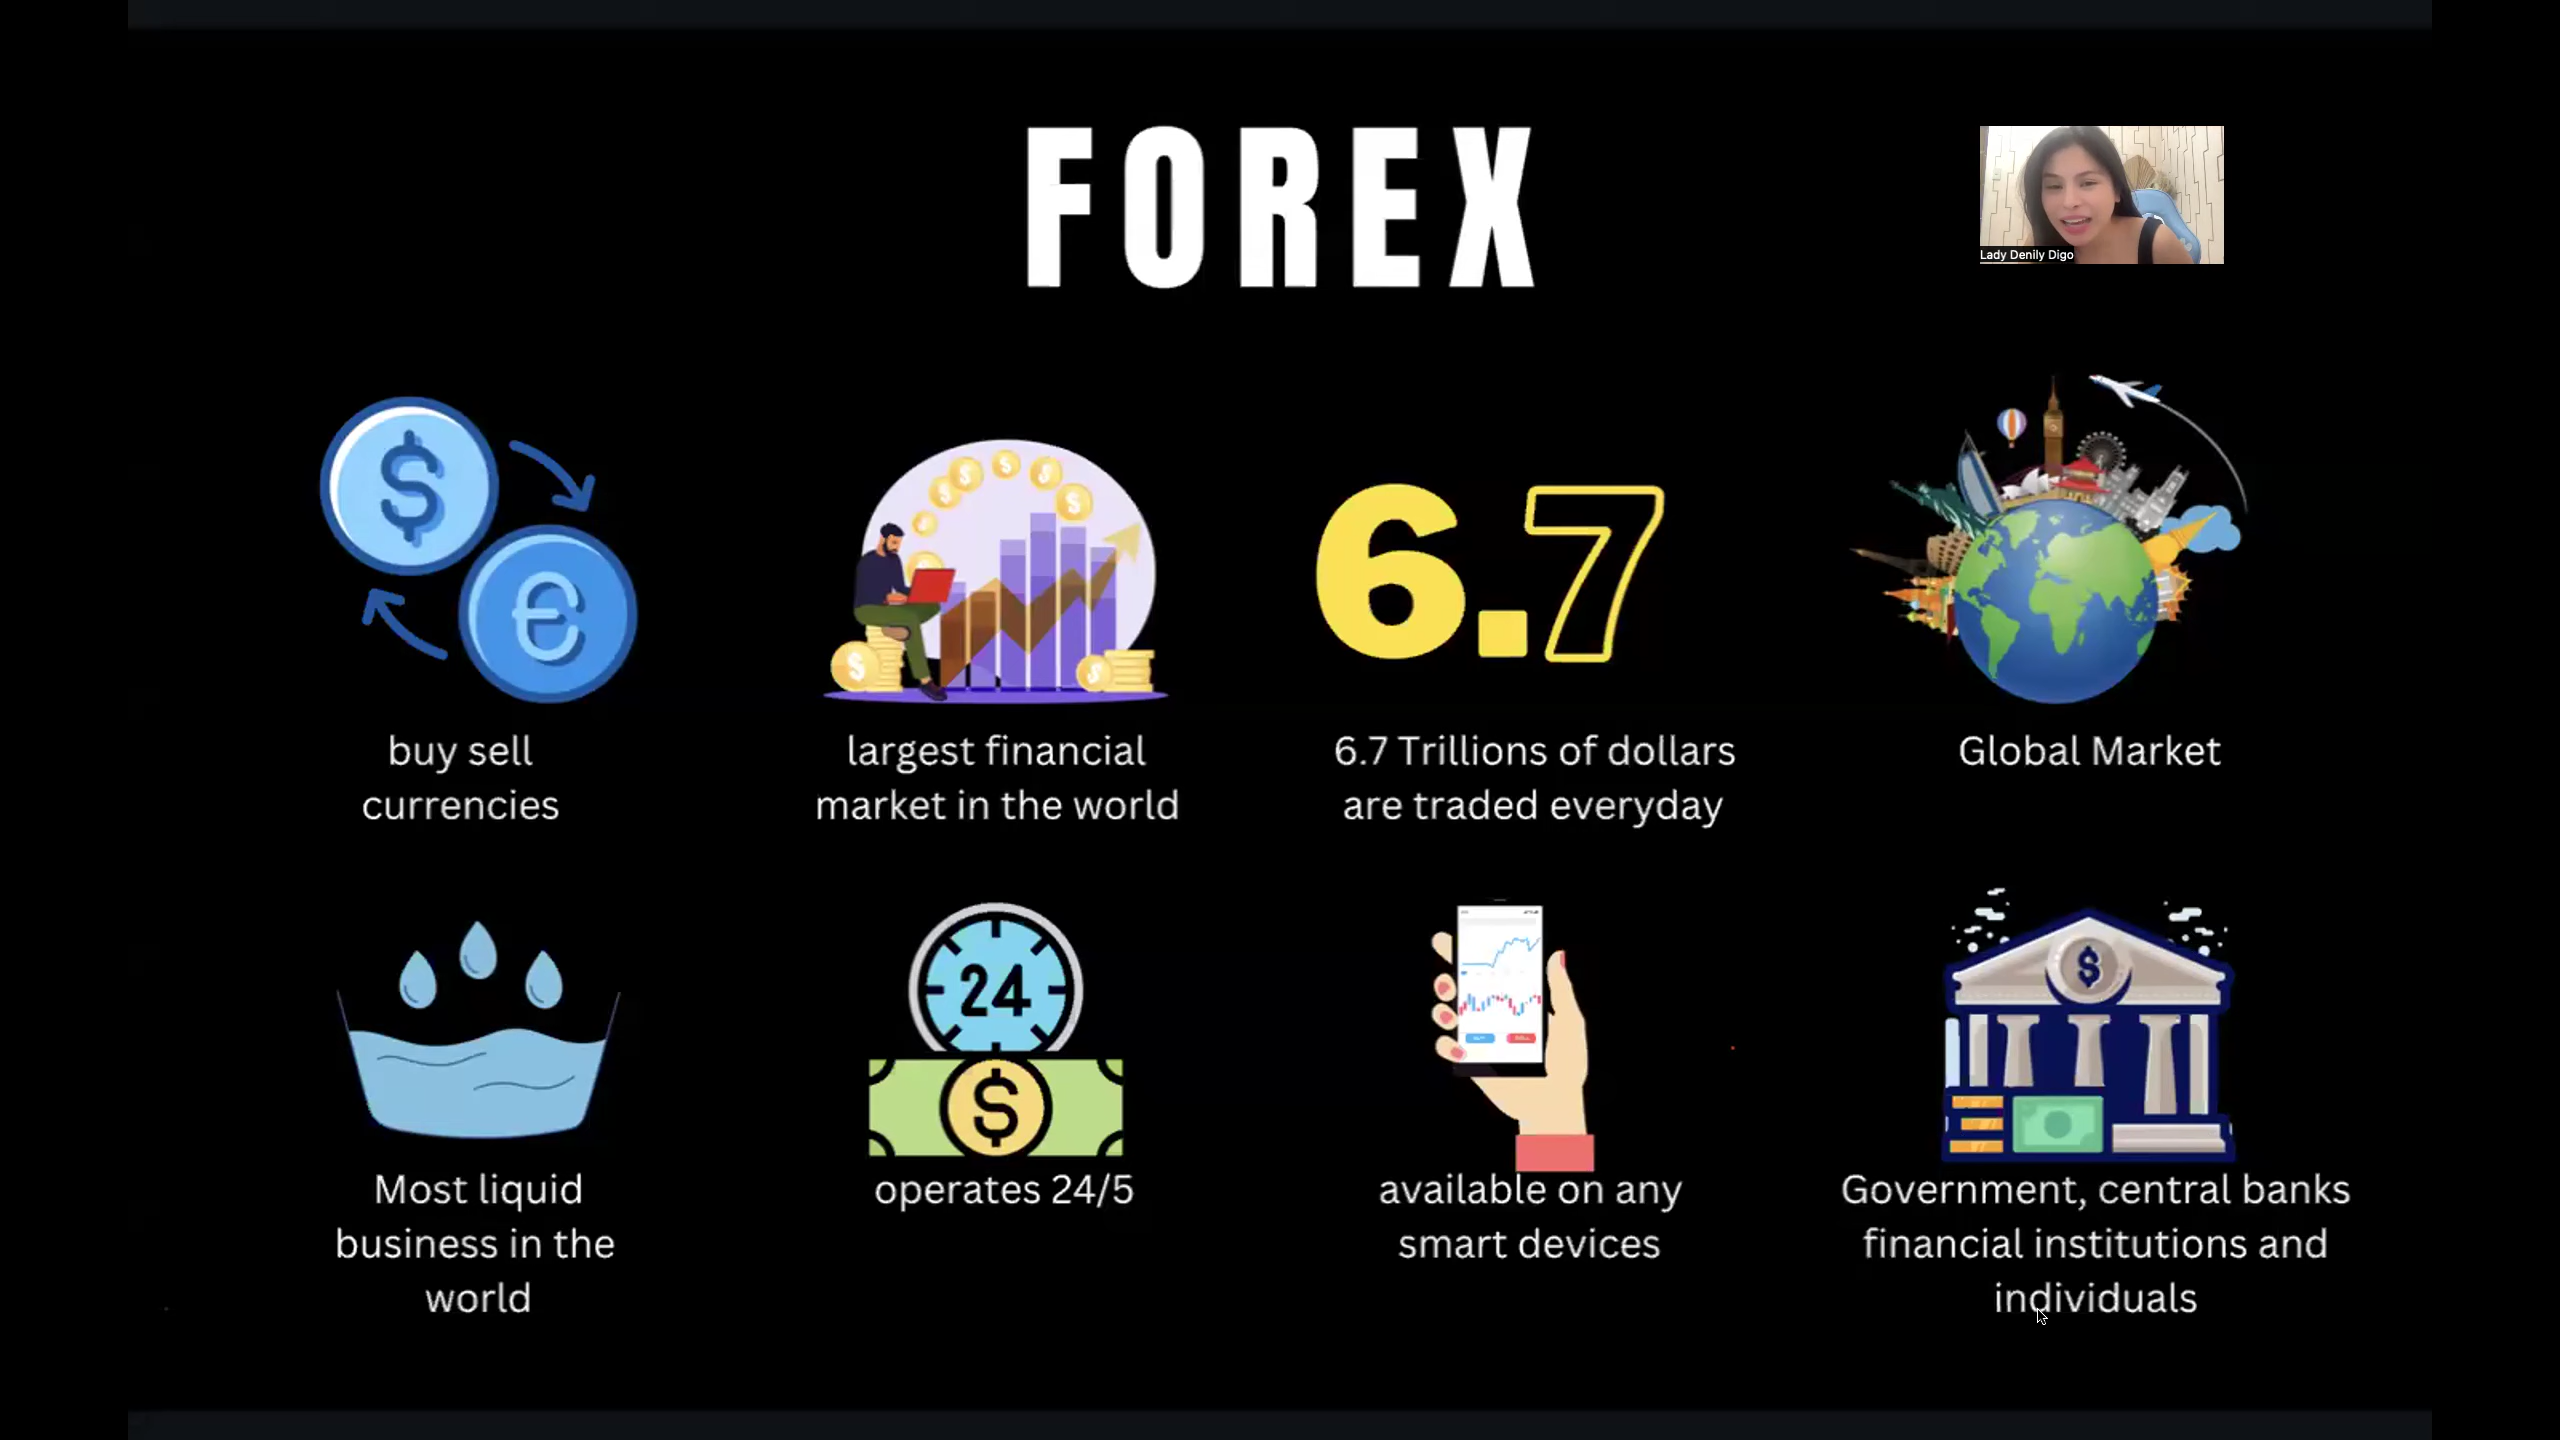 FOREX
Lady Denily Digo
$
€
6.7
buy sell
currencies
largest financial
market in the world
6.7 Trillions of dollars
are traded everyday
Global Market
24
$
$
Most liquid
business in the
world
operates 24/5
available on any
smart devices
Government, central banks
financial institutions and
individuals